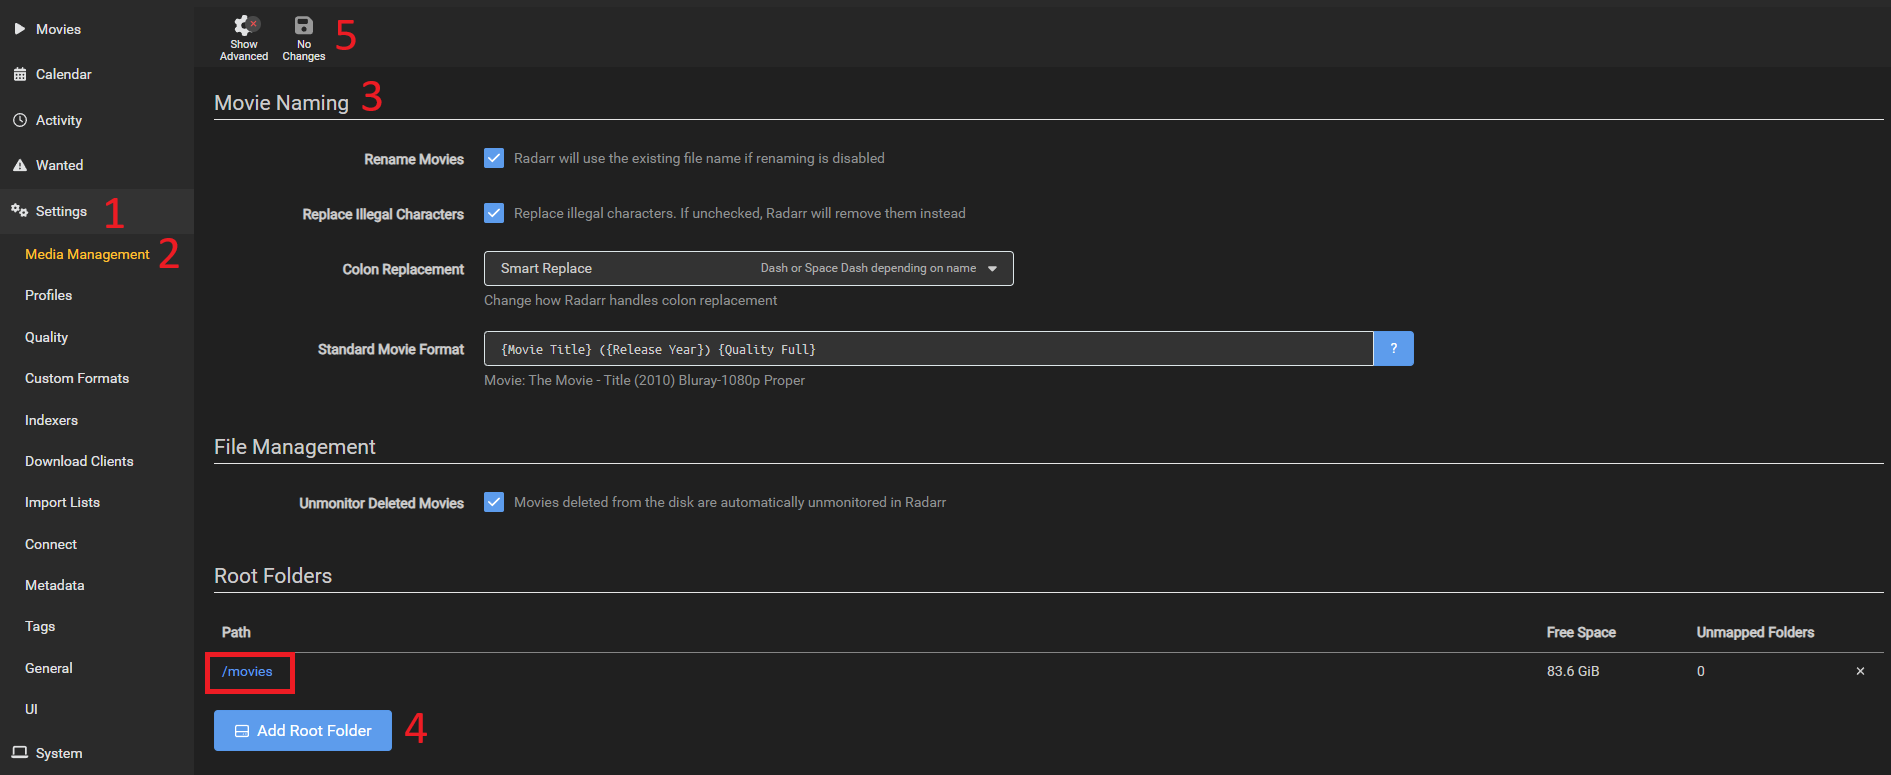 Movies
Calendar
Activity
Wanted
Settings 1
Media Management 2
Profiles
Quality
Custom Formats
Indexers
Download Clients
Import Lists
Connect
Metadata
Tags
General
UI
System
Show
Advanced
No
Changes
5
Movie Naming 3
Rename Movies Radarr will use the existing file name if renaming is disabled
Replace Illegal Characters Replace illegal characters. If unchecked, Radarr will remove them instead
Colon Replacement Smart Replace Dash or Space Dash depending on name
Change how Radarr handles colon replacement
Standard Movie Format {Movie Title} ({Release Year}) {Quality Full} ?
Movie: The Movie - Title (2010) Bluray-1080p Proper
File Management
Unmonitor Deleted Movies Movies deleted from the disk are automatically unmonitored in Radarr
Root Folders
Path Free Space Unmapped Folders
/movies 83.6 GiB 0
Add Root Folder 4